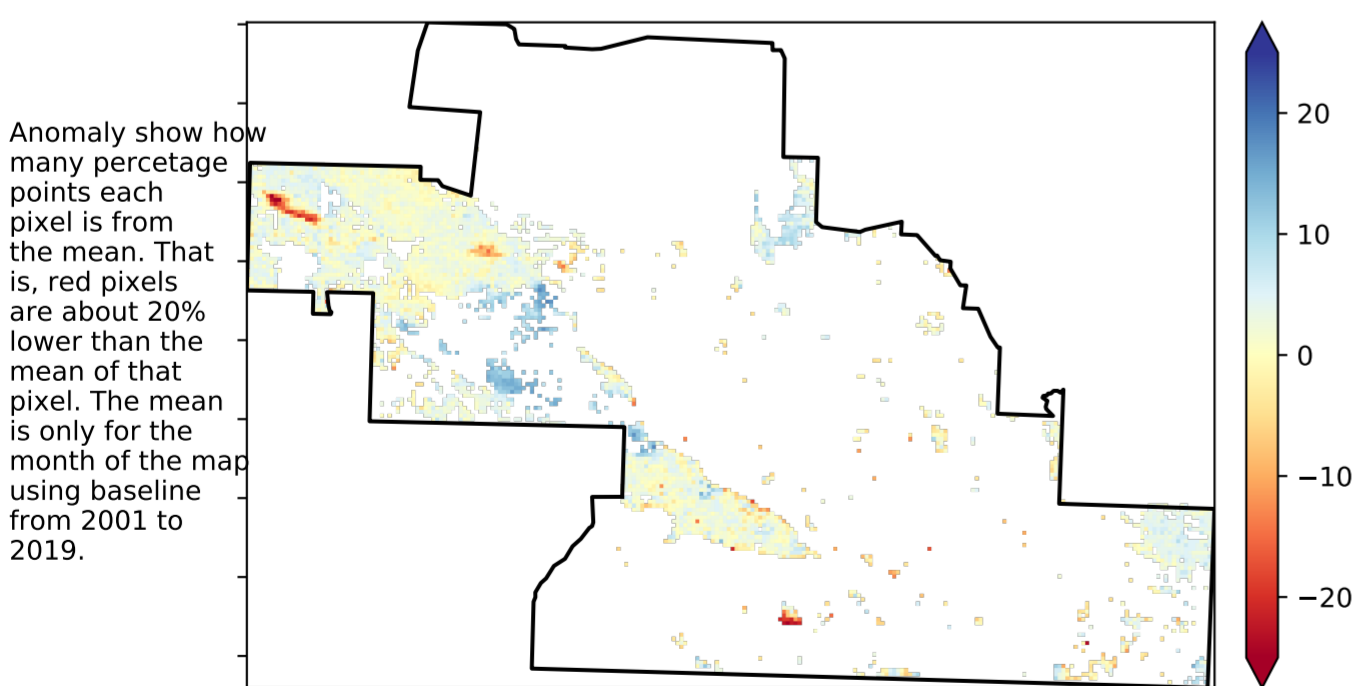 Anomaly show how
many percetage
points each
pixel is from
the mean. That
is, red pixels
are about 20%
lower than the
mean of that
pixel. The mean
is only for the
month of the map
using baseline
from 2001 to
2019.
20
10
0
−10
−20